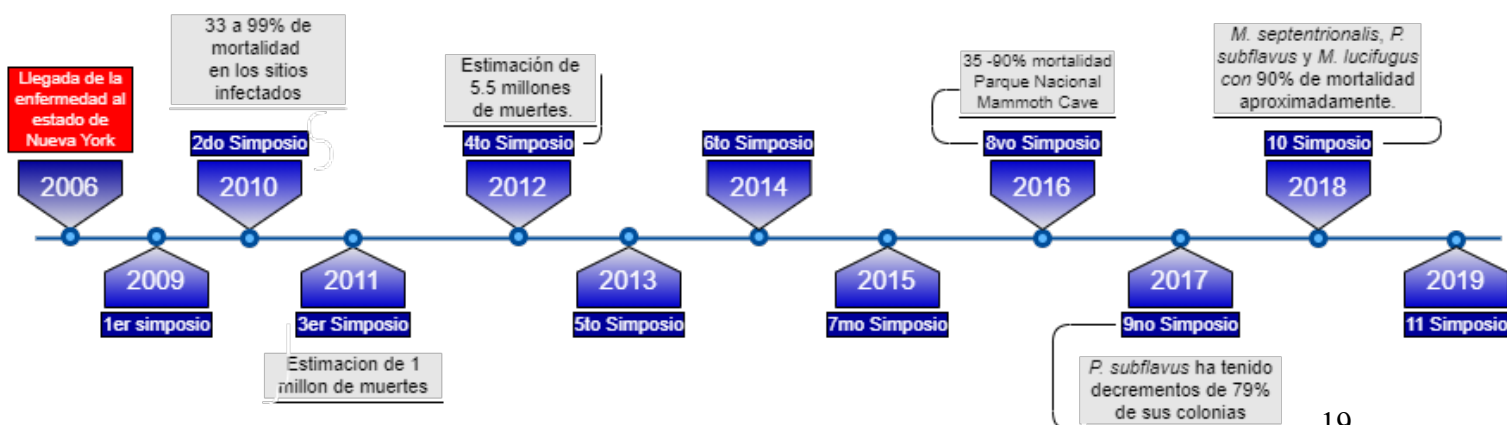 Llegada de la
enfermedad al
estado de
Nueva York
2006
1er simposio
2009
33 a 99% de
mortalidad
en los sitios
infectados
2do Simposio
2010
2011
3er Simposio
Estimacion de 1
millon de muertes
Estimación de
5.5 millones
de muertes.
4to Simposio
2012
2013
5to Simposio
6to Simposio
2014
2015
7mo Simposio
35 -90% mortalidad
Parque Nacional
Mammoth Cave
8vo Simposio
2016
2017
9no Simposio
P. subflavus ha tenido
decrementos de 79%
de sus colonias
M. septentrionalis, P.
subflavus y M. lucifugus
con 90% de mortalidad
aproximadamente.
10 Simposio
2018
2019
11 Simposio
19